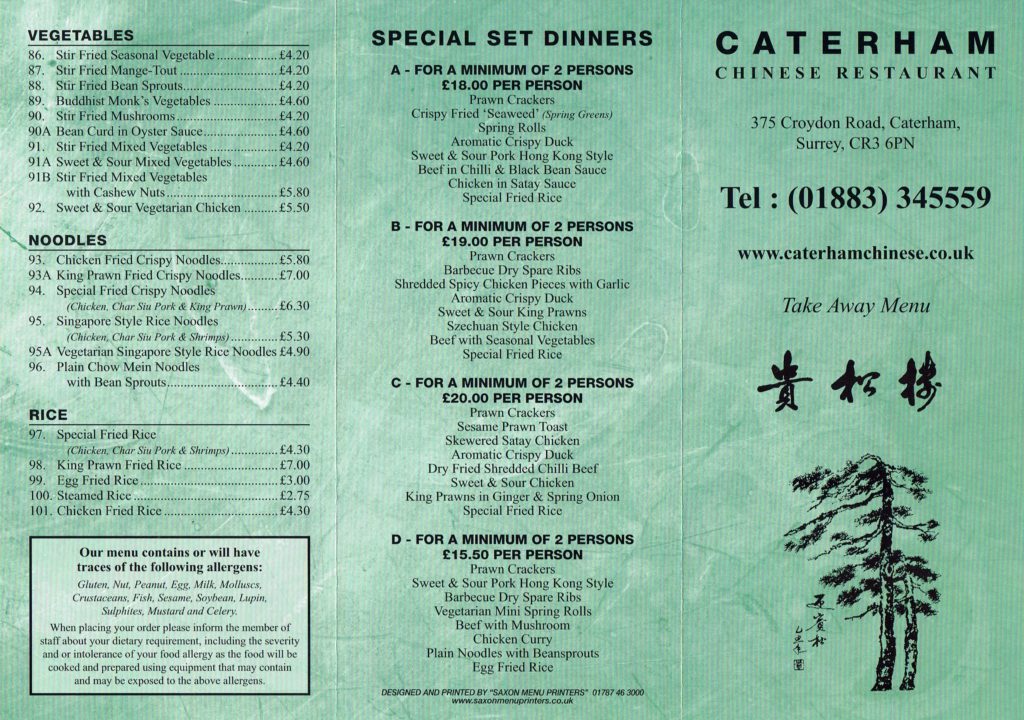 VEGETABLES
86. Stir Fried Seasonal Vegetable.................. £4.20
87. Stir Fried Mange-Tout ............................. £4.20
88. Stir Fried Bean Sprouts............................ £4.20
89. Buddhist Monk's Vegetables ................... £4.60
90. Stir Fried Mushrooms .............................. £4.20
90A Bean Curd in Oyster Sauce...................... £4.60
91. Stir Fried Mixed Vegetables .................... £4.20
91A Sweet & Sour Mixed Vegetables ............. £4.60
91B Stir Fried Mixed Vegetables
with Cashew Nuts .................................. £5.80
92. Sweet & Sour Vegetarian Chicken .......... £5.50
NOODLES
93. Chicken Fried Crispy Noodles................. £5.80
93A King Prawn Fried Crispy Noodles........... £7.00
94. Special Fried Crispy Noodles
(Chicken, Char Siu Pork & King Prawn) ......... £6.30
95. Singapore Style Rice Noodles
(Chicken, Char Siu Pork & Shrimps) .............. £5.30
95A Vegetarian Singapore Style Rice Noodles £4.90
96. Plain Chow Mein Noodles
with Bean Sprouts.................................. £4.40
RICE
97. Special Fried Rice
(Chicken, Char Siu Pork & Shrimps) .............. £4.30
98. King Prawn Fried Rice ............................ £7.00
99. Egg Fried Rice ......................................... £3.00
100. Steamed Rice ........................................... £2.75
101. Chicken Fried Rice .................................. £4.30
Our menu contains or will have
traces of the following allergens:
Gluten, Nut, Peanut, Egg, Milk, Molluscs,
Crustaceans, Fish, Sesame, Soybean, Lupin,
Sulphites, Mustard and Celery.
When placing your order please inform the member of
staff about your dietary requirement, including the severity
and or intolerance of your food allergy as the food will be
cooked and prepared using equipment that may contain
and may be exposed to the above allergens.
SPECIAL SET DINNERS
A - FOR A MINIMUM OF 2 PERSONS
£18.00 PER PERSON
Prawn Crackers
Crispy Fried 'Seaweed' (Spring Greens)
Spring Rolls
Aromatic Crispy Duck
Sweet & Sour Pork Hong Kong Style
Beef in Chilli & Black Bean Sauce
Chicken in Satay Sauce
Special Fried Rice
B - FOR A MINIMUM OF 2 PERSONS
£19.00 PER PERSON
Prawn Crackers
Barbecue Dry Spare Ribs
Shredded Spicy Chicken Pieces with Garlic
Aromatic Crispy Duck
Sweet & Sour King Prawns
Szechuan Style Chicken
Beef with Seasonal Vegetables
Special Fried Rice
C - FOR A MINIMUM OF 2 PERSONS
£20.00 PER PERSON
Prawn Crackers
Sesame Prawn Toast
Skewered Satay Chicken
Aromatic Crispy Duck
Dry Fried Shredded Chilli Beef
Sweet & Sour Chicken
King Prawns in Ginger & Spring Onion
Special Fried Rice
D - FOR A MINIMUM OF 2 PERSONS
£15.50 PER PERSON
Prawn Crackers
Sweet & Sour Pork Hong Kong Style
Barbecue Dry Spare Ribs
Vegetarian Mini Spring Rolls
Beef with Mushroom
Chicken Curry
Plain Noodles with Beansprouts
Egg Fried Rice
DESIGNED AND PRINTED BY "SAXON MENU PRINTERS" 01787 46 3000
www.saxonmenuprinters.co.uk
CATERHAM
CHINESE RESTAURANT
375 Croydon Road, Caterham,
Surrey, CR3 6PN
Tel : (01883) 345559
www.caterhamchinese.co.uk
Take Away Menu
貴松樓